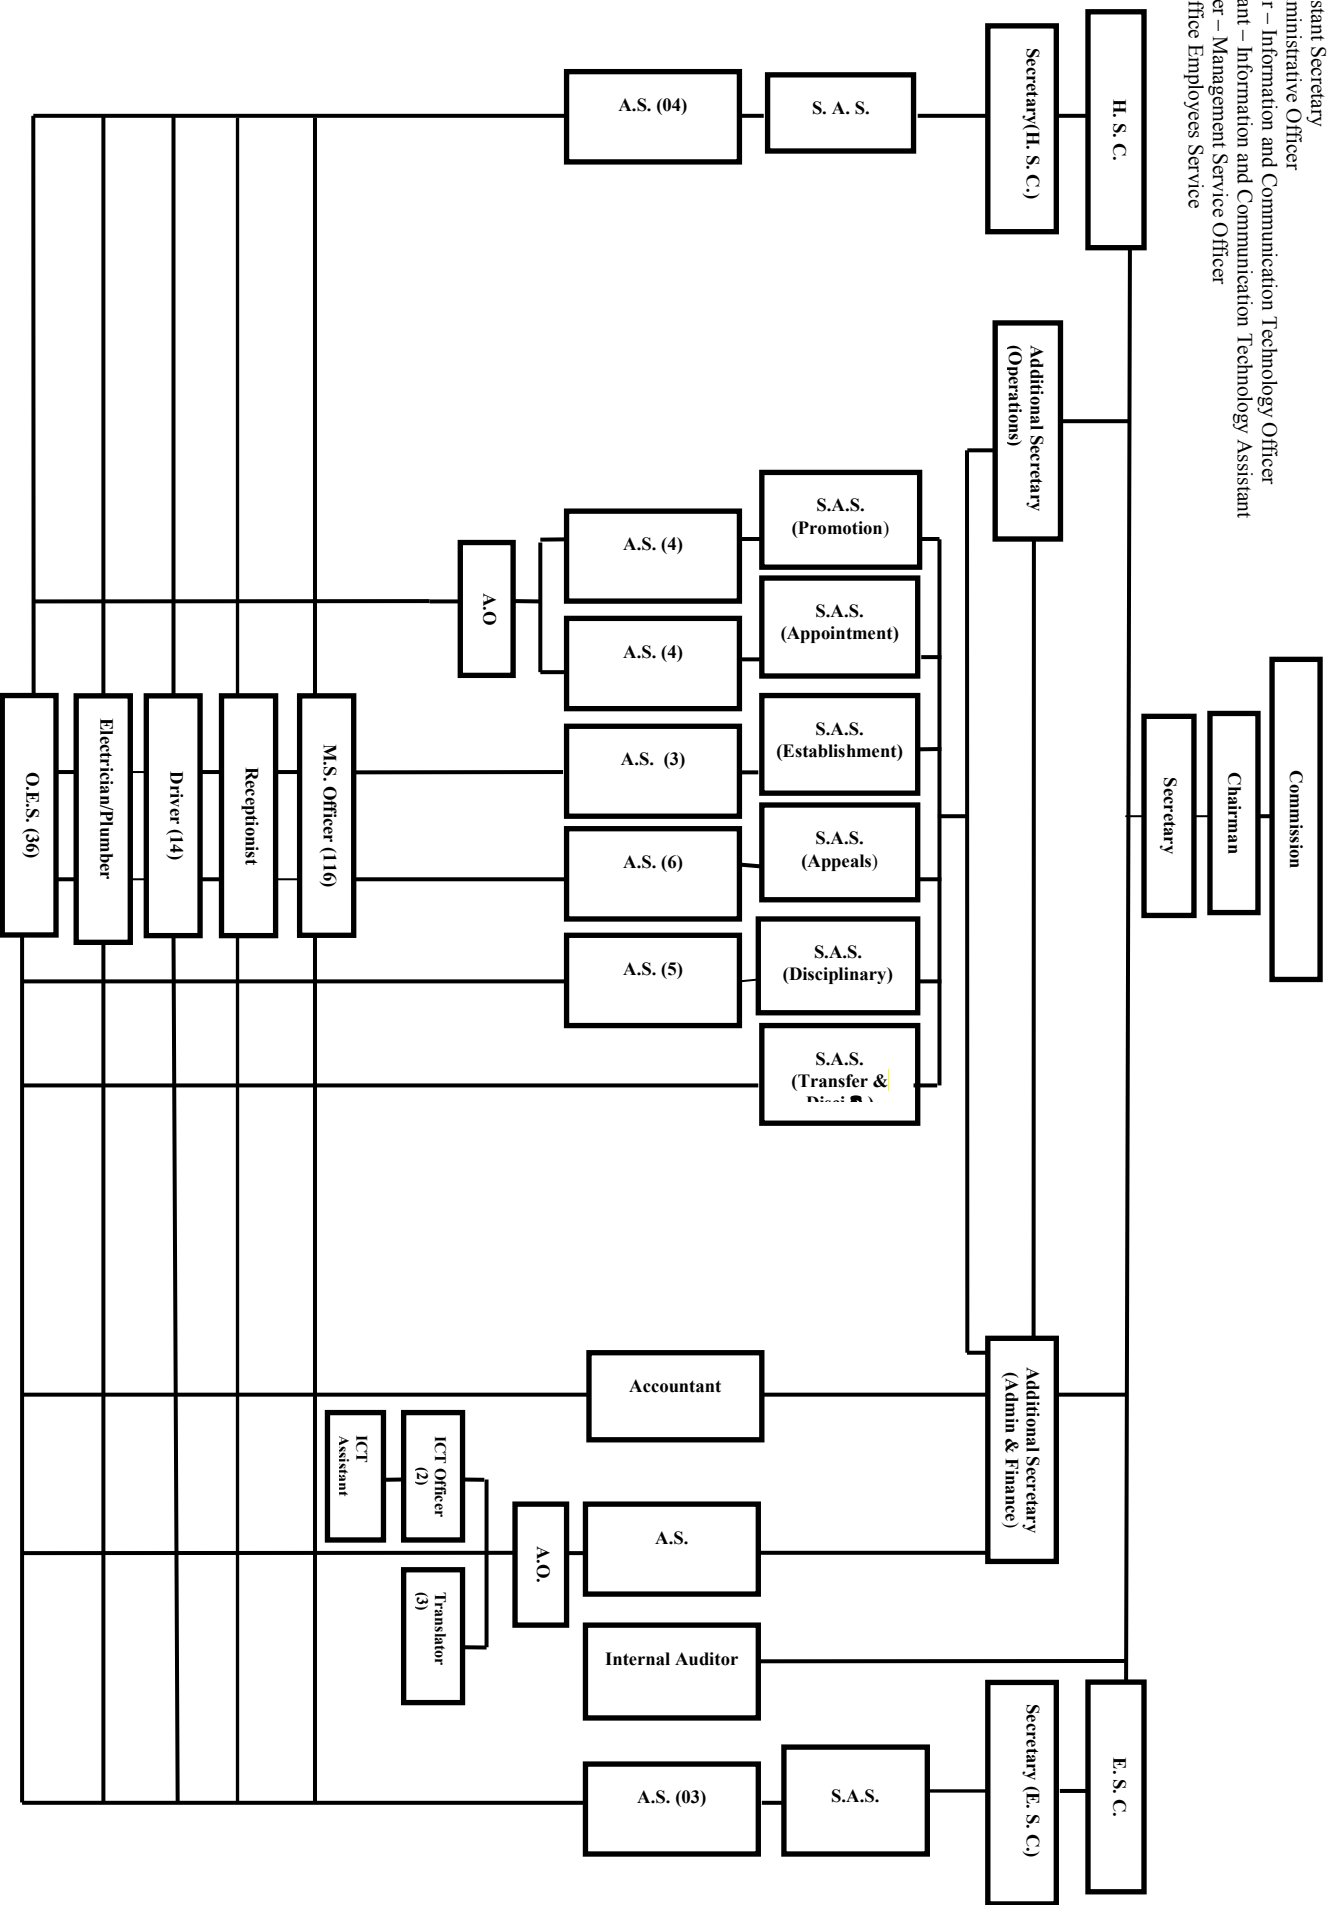 stant Secretary
ministrative Officer
r – Information and Communication Technology Officer
ant – Information and Communication Technology Assistant
er – Management Service Officer
ffice Employees Service
Commission
Chairman
Secretary
H. S. C.
E. S. C.
Secretary(H. S. C.)
Additional Secretary
(Operations)
Additional Secretary
(Admin & Finance)
Secretary (E. S. C.)
S. A. S.
S.A.S.
(Promotion)
S.A.S.
(Appointment)
S.A.S.
(Establishment)
S.A.S.
(Appeals)
S.A.S.
(Disciplinary)
S.A.S.
(Transfer &
S.A.S.
A.S. (04)
A.S. (4)
A.S. (4)
A.S. (3)
A.S. (6)
A.S. (5)
Accountant
A.S.
Internal Auditor
A.S. (03)
A.O
A.O.
ICT Officer
(2)
Translator
(3)
ICT
Assistant
M.S. Officer (116)
Receptionist
Driver (14)
Electrician/Plumber
O.E.S. (36)